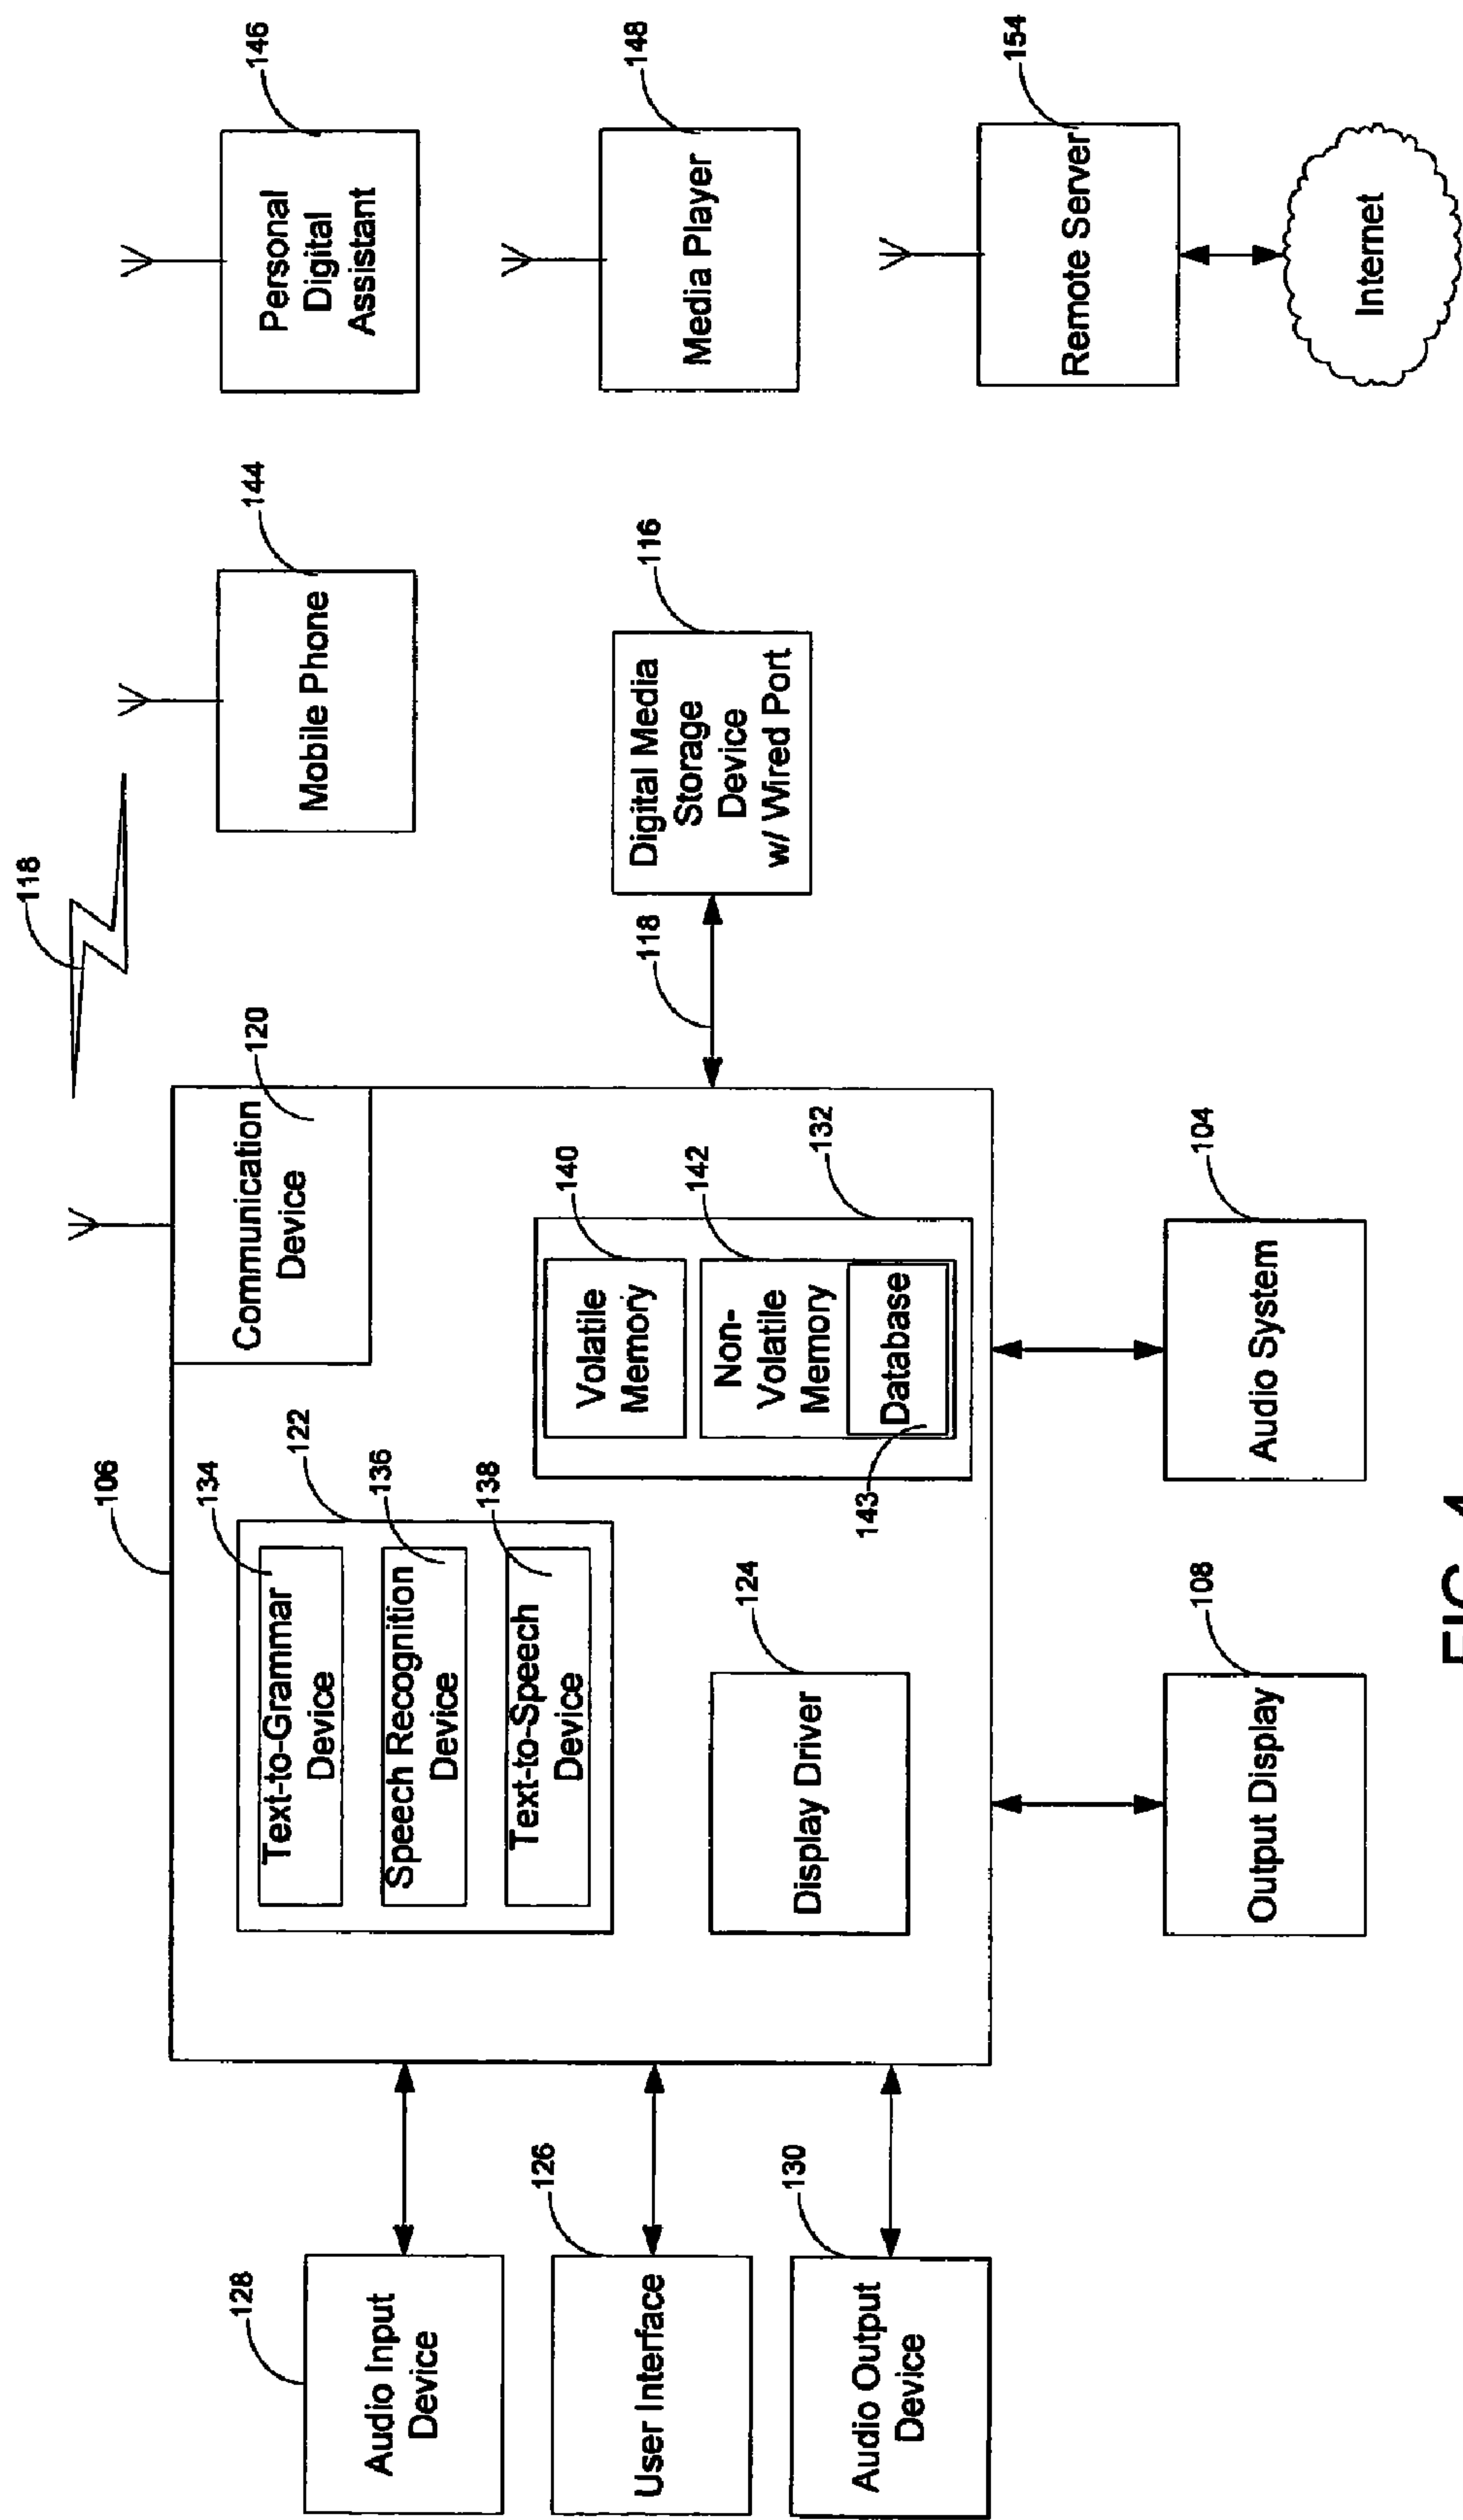 118
146
Personal
Digital
Assistant
144
Mobile Phone
148
Media Player
154
Remote Server
Internet
116
Digital Media
Storage
Device
w/ Wired Port
118
106
120
Communication
Device
122
134
Text-to-Grammar
Device
136
Speech Recognition
Device
138
Text-to-Speech
Device
124
Display Driver
132
140
Volatile
Memory
142
Non-
Volatile
Memory
Database
143
128
Audio Input
Device
126
User Interface
130
Audio Output
Device
108
Output Display
104
Audio System
FIG